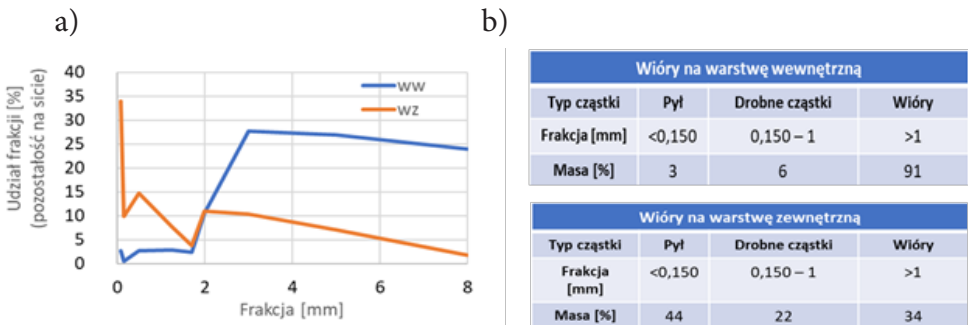 a)
b)
Udział frakcji [%]
(pozostałość na sicie)
40
35
30
25
20
15
10
5
0
WW
WZ
0 2 4 6 8
Frakcja [mm]
Wióry na warstwę wewnętrzną
Typ cząstki Pył Drobne cząstki Wióry
Frakcja [mm] <0,150 0,150 – 1 >1
Masa [%] 3 6 91
Wióry na warstwę zewnętrzną
Typ cząstki Pył Drobne cząstki Wióry
Frakcja
[mm] <0,150 0,150 – 1 >1
Masa [%] 44 22 34